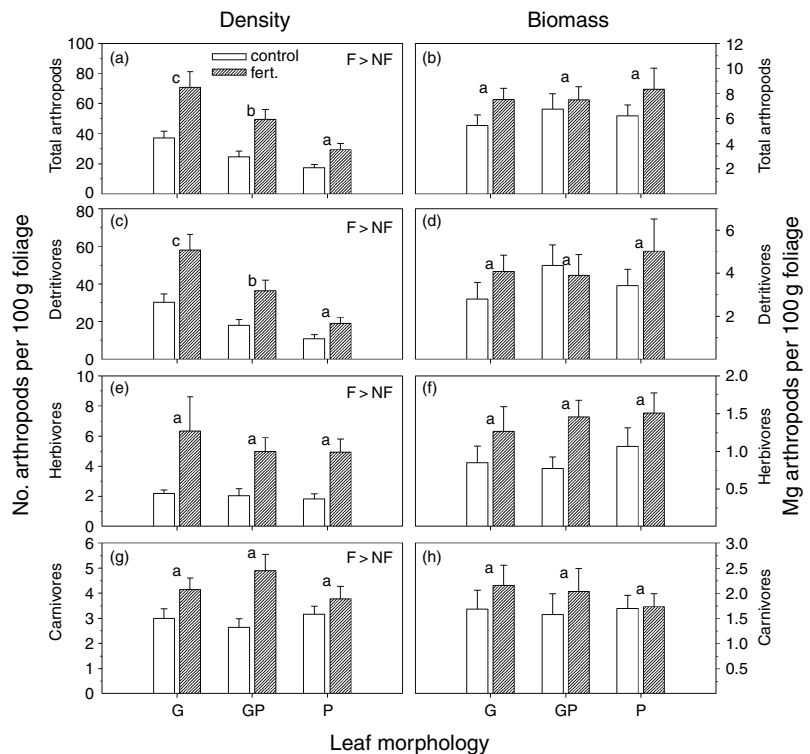 Density
Biomass
No. arthropods per 100 g foliage
Mg arthropods per 100 g foliage
(a)
control
fert.
F > NF
Total arthropods
100
80
60
40
20
0
c
b
a
(b)
Total arthropods
12
10
8
6
4
2
a
a
a
(c)
F > NF
Detritivores
80
60
40
20
0
c
b
a
(d)
Detritivores
6
4
2
a
a
a
(e)
F > NF
Herbivores
10
8
6
4
2
0
a
a
a
(f)
Herbivores
2.0
1.5
1.0
0.5
a
a
a
(g)
F > NF
Carnivores
6
5
4
3
2
1
0
a
a
a
(h)
Carnivores
3.0
2.5
2.0
1.5
1.0
0.5
a
a
a
G GP P
G GP P
Leaf morphology